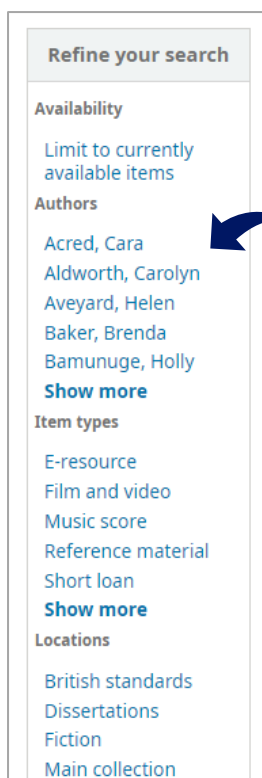 Refine your search
Availability
Limit to currently
available items
Authors
Acred, Cara
Aldworth, Carolyn
Aveyard, Helen
Baker, Brenda
Bamunuge, Holly
Show more
Item types
E-resource
Film and video
Music score
Reference material
Short loan
Show more
Locations
British standards
Dissertations
Fiction
Main collection